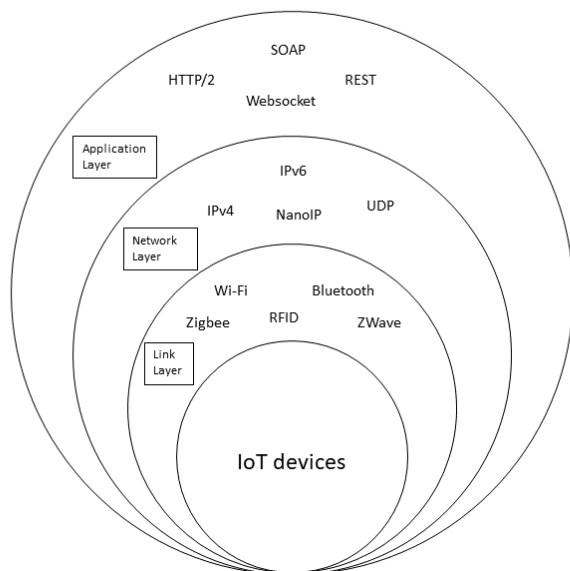 SOAP
HTTP/2
REST
Websocket
Application
Layer
IPv6
IPv4
NanoIP
UDP
Network
Layer
Wi-Fi
Bluetooth
Zigbee
RFID
ZWave
Link
Layer
IoT devices